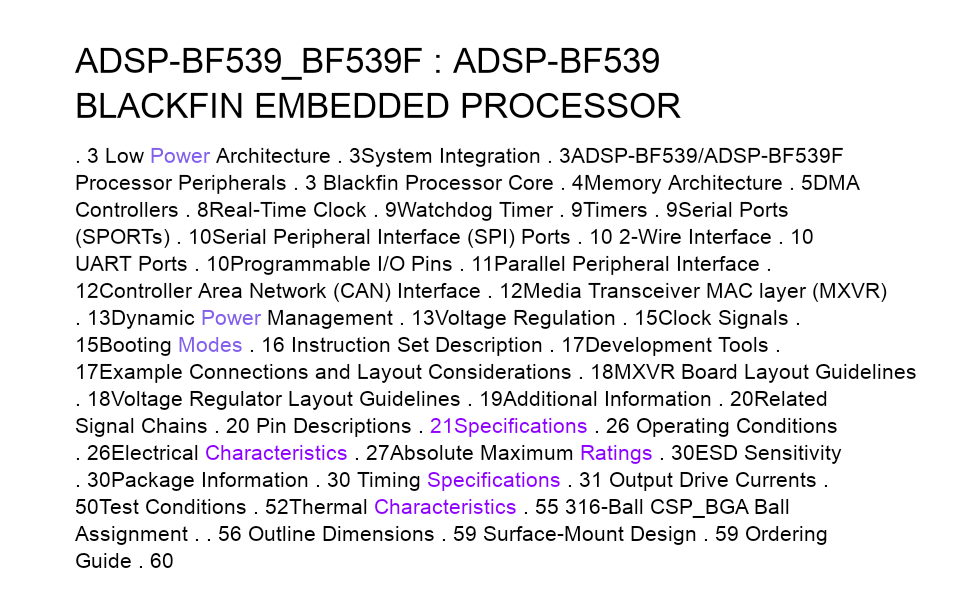 ADSP-BF539_BF539F : ADSP-BF539
BLACKFIN EMBEDDED PROCESSOR
. 3 Low Power Architecture . 3System Integration . 3ADSP-BF539/ADSP-BF539F
Processor Peripherals . 3 Blackfin Processor Core . 4Memory Architecture . 5DMA
Controllers . 8Real-Time Clock . 9Watchdog Timer . 9Timers . 9Serial Ports
(SPORTs) . 10Serial Peripheral Interface (SPI) Ports . 10 2-Wire Interface . 10
UART Ports . 10Programmable I/O Pins . 11Parallel Peripheral Interface .
12Controller Area Network (CAN) Interface . 12Media Transceiver MAC layer (MXVR)
. 13Dynamic Power Management . 13Voltage Regulation . 15Clock Signals .
15Booting Modes . 16 Instruction Set Description . 17Development Tools .
17Example Connections and Layout Considerations . 18MXVR Board Layout Guidelines
. 18Voltage Regulator Layout Guidelines . 19Additional Information . 20Related
Signal Chains . 20 Pin Descriptions . 21Specifications . 26 Operating Conditions
. 26Electrical Characteristics . 27Absolute Maximum Ratings . 30ESD Sensitivity
. 30Package Information . 30 Timing Specifications . 31 Output Drive Currents .
50Test Conditions . 52Thermal Characteristics . 55 316-Ball CSP_BGA Ball
Assignment . . 56 Outline Dimensions . 59 Surface-Mount Design . 59 Ordering
Guide . 60